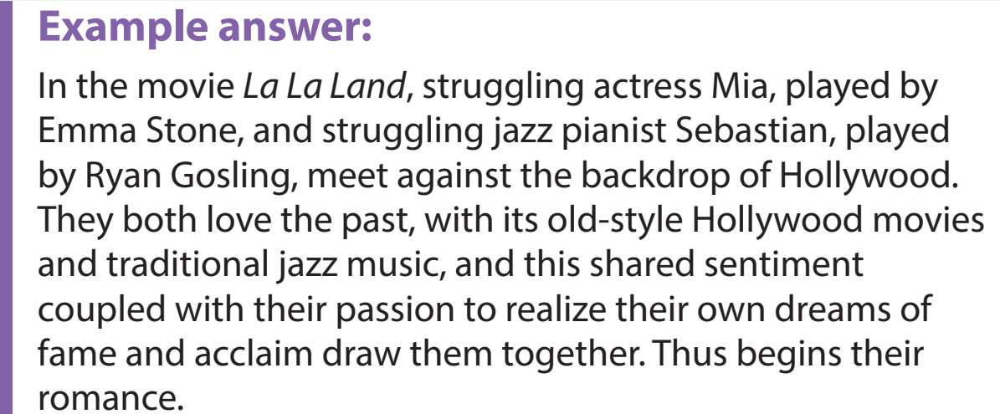 Example answer:
In the movie La La Land, struggling actress Mia, played by
Emma Stone, and struggling jazz pianist Sebastian, played
by Ryan Gosling, meet against the backdrop of Hollywood.
They both love the past, with its old-style Hollywood movies
and traditional jazz music, and this shared sentiment
coupled with their passion to realize their own dreams of
fame and acclaim draw them together. Thus begins their
romance.